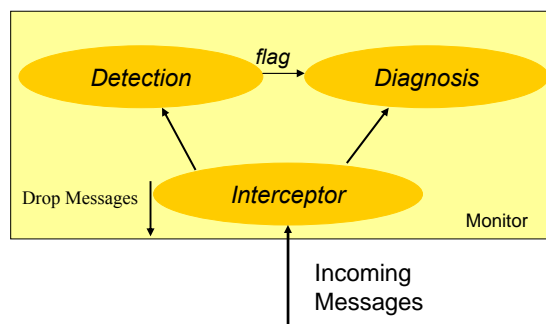 flag
Detection
Diagnosis
Interceptor
Drop Messages
Monitor
Incoming
Messages